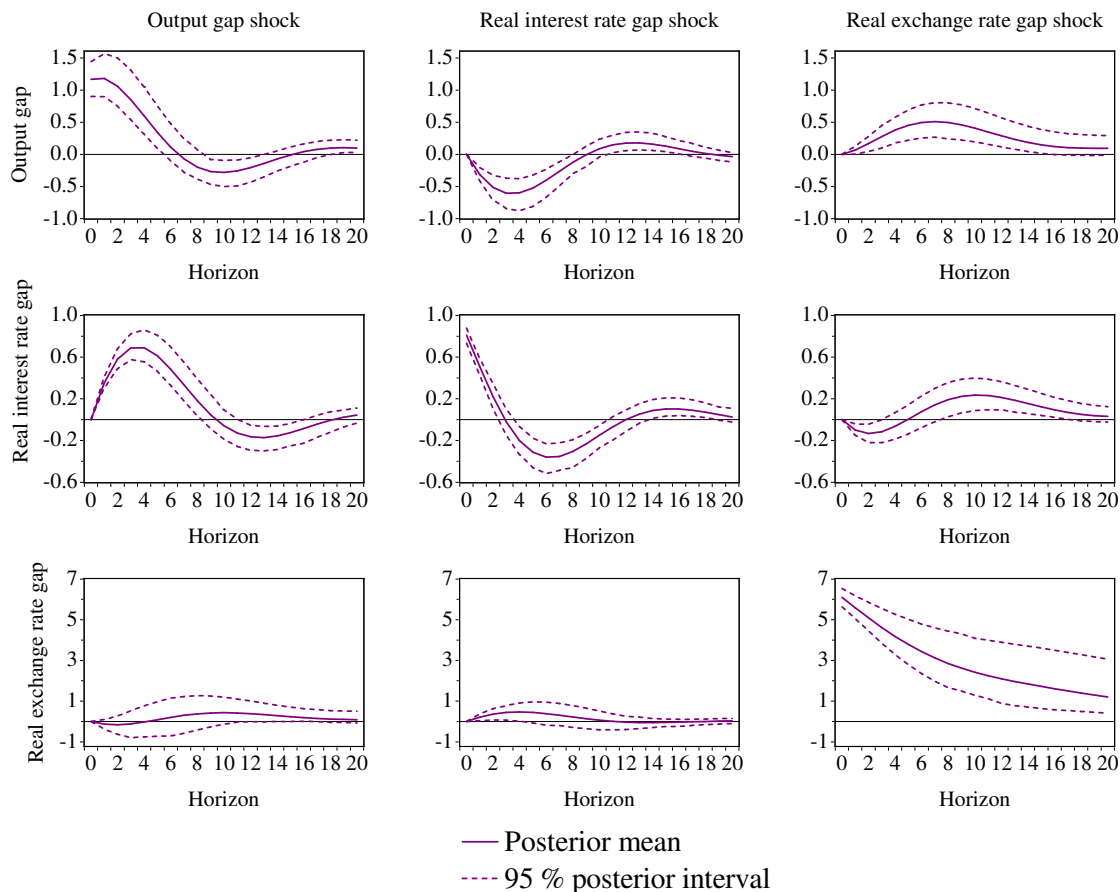 Output gap shock
Real interest rate gap shock
Real exchange rate gap shock
Output gap
1.5
1.0
0.5
0.0
-0.5
-1.0
0 2 4 6 8 10 12 14 16 18 20
Horizon
1.5
1.0
0.5
0.0
-0.5
-1.0
0 2 4 6 8 10 12 14 16 18 20
Horizon
1.5
1.0
0.5
0.0
-0.5
-1.0
0 2 4 6 8 10 12 14 16 18 20
Horizon
Real interest rate gap
1.0
0.6
0.2
-0.2
-0.6
0 2 4 6 8 10 12 14 16 18 20
Horizon
1.0
0.6
0.2
-0.2
-0.6
0 2 4 6 8 10 12 14 16 18 20
Horizon
1.0
0.6
0.2
-0.2
-0.6
0 2 4 6 8 10 12 14 16 18 20
Horizon
Real exchange rate gap
7
5
3
1
-1
0 2 4 6 8 10 12 14 16 18 20
Horizon
7
5
3
1
-1
0 2 4 6 8 10 12 14 16 18 20
Horizon
7
5
3
1
-1
0 2 4 6 8 10 12 14 16 18 20
Horizon
Posterior mean
95 % posterior interval